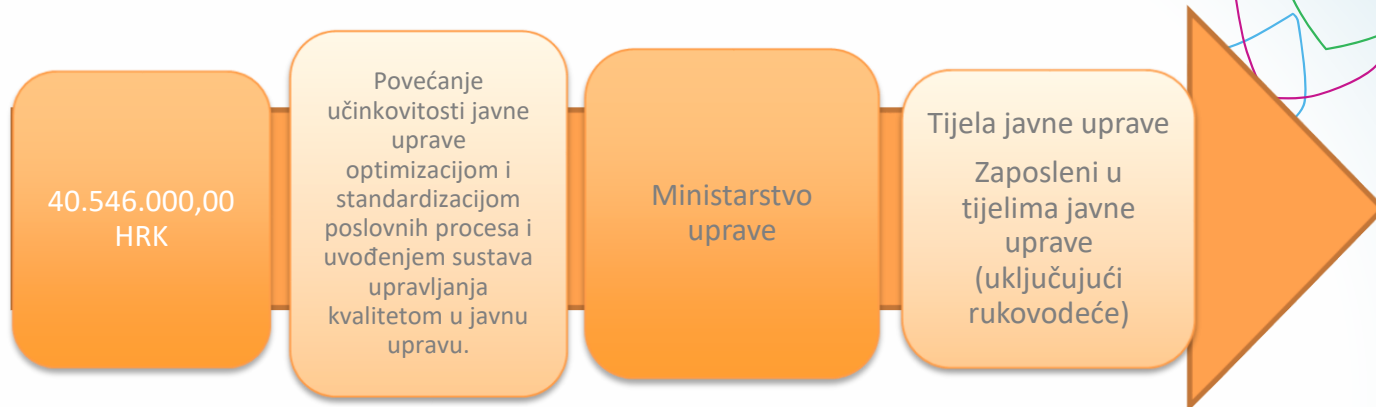 40.546.000,00
HRK
Povećanje
učinkovitosti javne
uprave
optimizacijom i
standardizacijom
poslovnih procesa i
uvođenjem sustava
upravljanja
kvalitetom u javnu
upravu.
Ministarstvo
uprave
Tijela javne uprave
Zaposleni u
tijelima javne
uprave
(uključujući
rukovodeće)